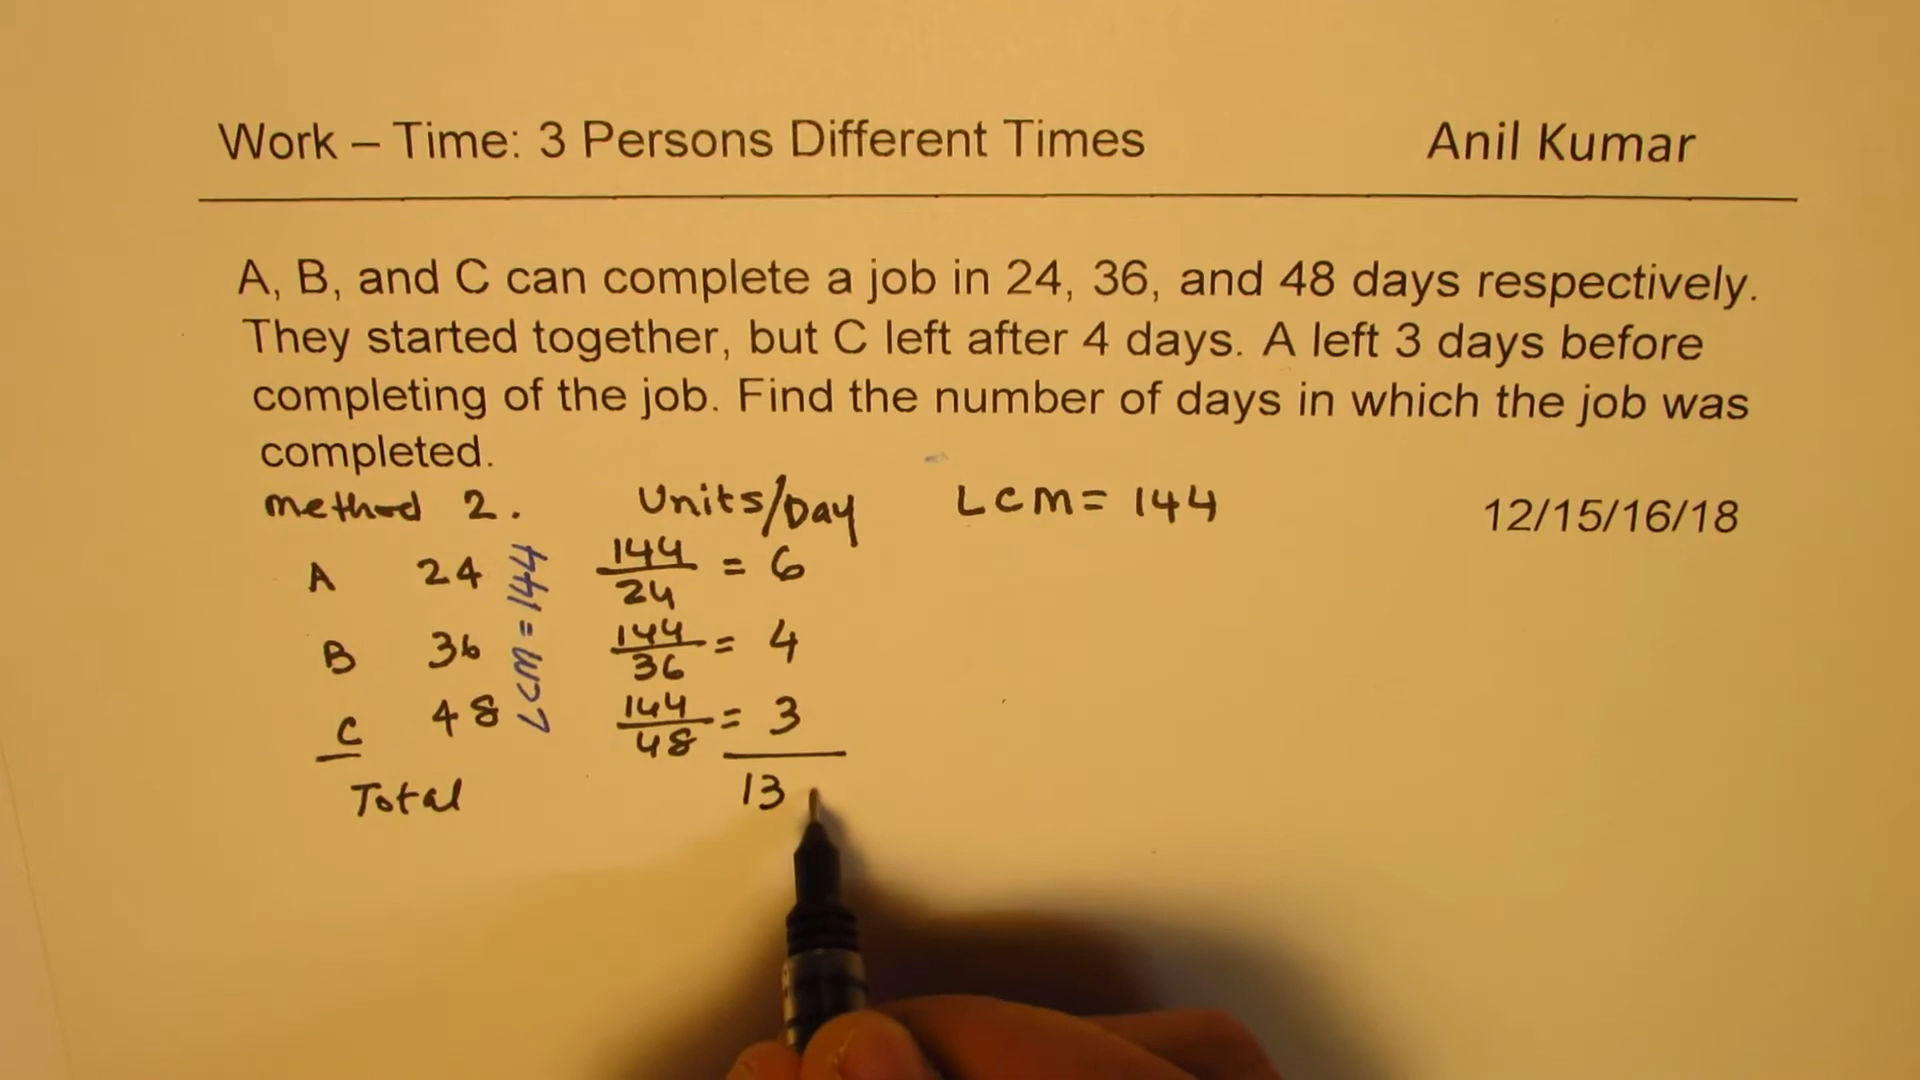 Work – Time: 3 Persons Different Times Anil Kumar
A, B, and C can complete a job in 24, 36, and 48 days respectively.
They started together, but C left after 4 days. A left 3 days before
completing of the job. Find the number of days in which the job was
completed.
method 2. Units/Day LCM = 144 12/15/16/18
A 24 144/24 = 6
B 36 144/36 = 4
C 48 144/48 = 3
LCM = 144
Total 13